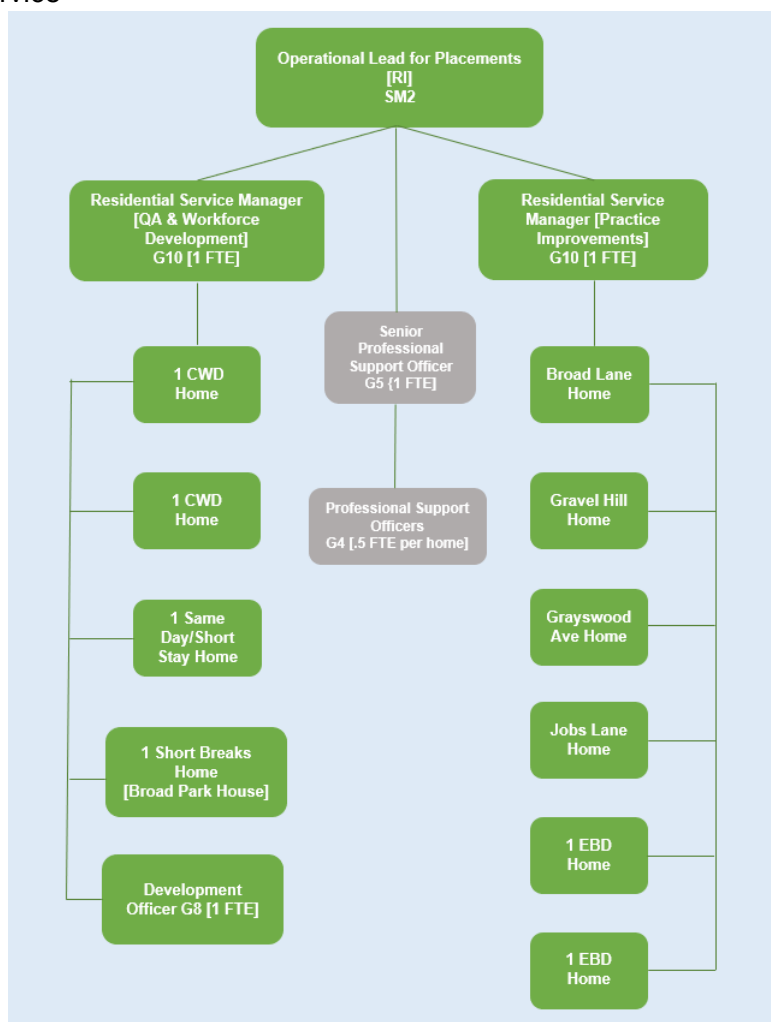 Operational Lead for Placements
[RI]
SM2
Residential Service Manager
[QA & Workforce
Development]
G10 [1 FTE]
Residential Service
Manager [Practice
Improvements]
G10 [1 FTE]
Senior
Professional
Support Officer
G5 {1 FTE]
Professional Support
Officers
G4 [.5 FTE per home]
1 CWD
Home
1 CWD
Home
1 Same
Day/Short
Stay Home
1 Short Breaks
Home
[Broad Park House]
Development
Officer G8 [1 FTE]
Broad Lane
Home
Gravel Hill
Home
Grayswood
Ave Home
Jobs Lane
Home
1 EBD
Home
1 EBD
Home